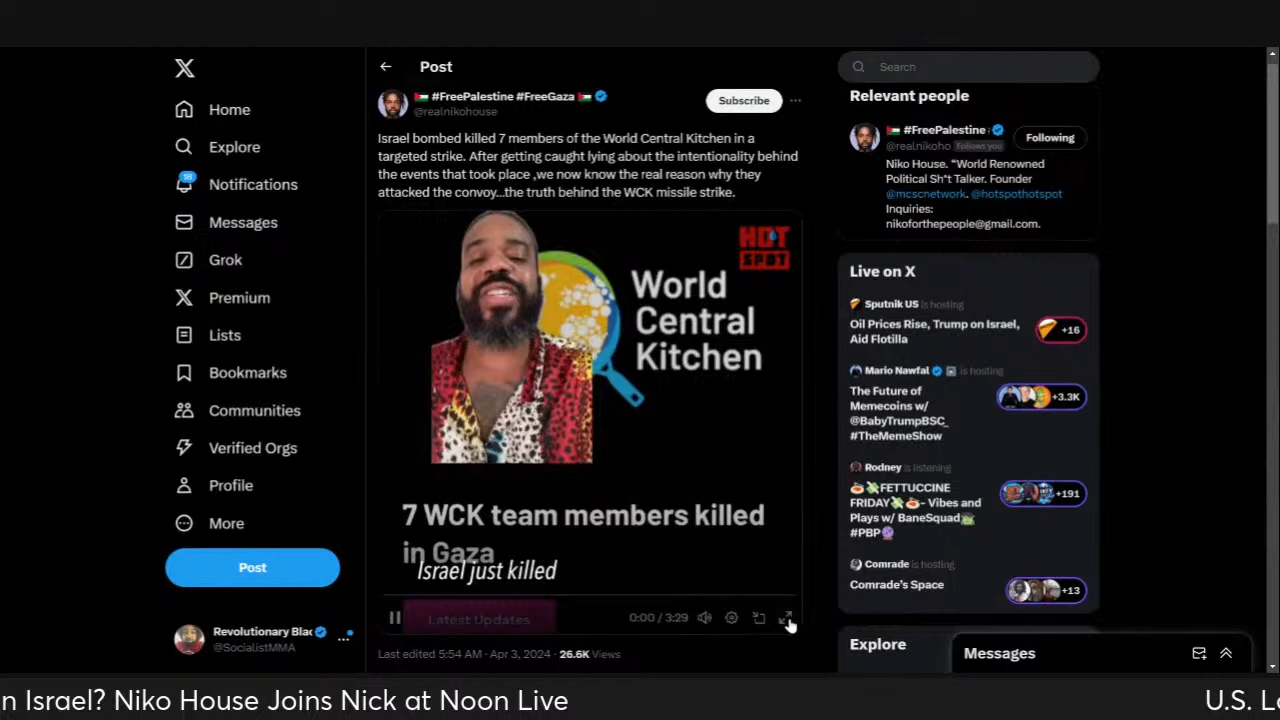 Home
Explore
18
Notifications
Messages
Grok
Premium
Lists
Bookmarks
Communities
Verified Orgs
Profile
More
Post
Revolutionary Blac
@SocialistMMA
Post
#FreePalestine #FreeGaza
@realnikohouse
Subscribe
Israel bombed killed 7 members of the World Central Kitchen in a
targeted strike. After getting caught lying about the intentionality behind
the events that took place ,we now know the real reason why they
attacked the convoy...the truth behind the WCK missile strike.
HOT
SPOT
World
Central
Kitchen
7 WCK team members killed
in Gaza
Israel just killed
Latest Updates
0:00 / 3:29
Last edited 5:54 AM · Apr 3, 2024 · 26.6K Views
Search
Relevant people
#FreePalestine
@realnikoho Follows you
Following
Niko House. “World Renowned
Political Sh*t Talker. Founder
@mcscnetwork. @hotspothotspot
Inquiries:
nikoforthepeople@gmail.com.
Live on X
Sputnik US is hosting
Oil Prices Rise, Trump on Israel,
Aid Flotilla
+16
Mario Nawfal is hosting
The Future of
Memecoins w/
@BabyTrumpBSC_
#TheMemeShow
+3.3K
Rodney is listening
FETTUCCINE
FRIDAY - Vibes and
Plays w/ BaneSquad
#PBP
+191
Comrade is hosting
Comrade's Space
+13
Explore
Messages
n Israel? Niko House Joins Nick at Noon Live
U.S. L